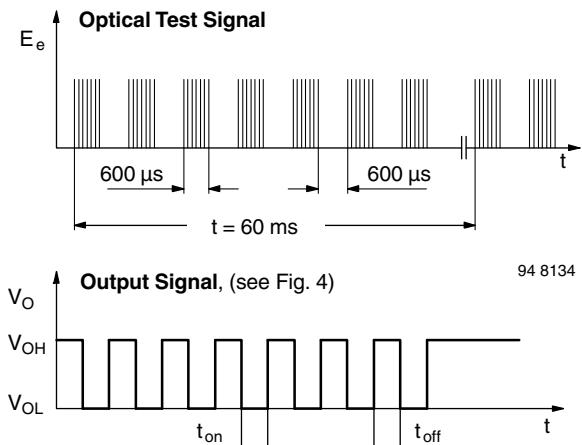 Optical Test Signal
E e
t
600 µs
600 µs
t = 60 ms
94 8134
Output Signal, (see Fig. 4)
VO
VOH
VOL
ton
toff
t